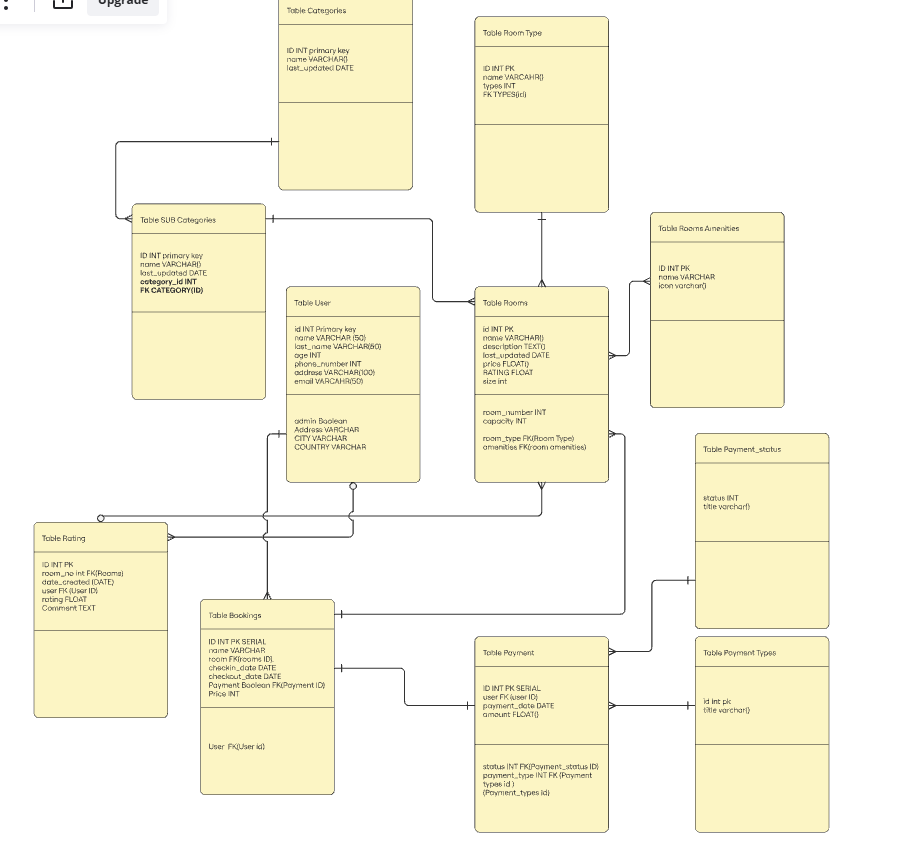 Upgrade
Table Categories
ID INT primary key
name VARCHAR()
last_updated DATE
Table Room Type
ID INT PK
name VARCAHR()
types INT
FK TYPES(id)
Table SUB Categories
ID INT primary key
name VARCHAR()
last_updated DATE
category_id INT
FK CATEGORY(ID)
Table Rooms Amenities
ID INT PK
name VARCHAR
icon varchar()
Table User
id INT Primary key
name VARCHAR (50)
last_name VARCHAR(50)
age INT
phone_number INT
address VARCHAR(100)
email VARCAHR(50)
admin Boolean
Address VARCHAR
CITY VARCHAR
COUNTRY VARCHAR
Table Rooms
id INT PK
name VARCHAR()
description TEXT()
last_updated DATE
price FLOAT()
RATING FLOAT
size int
room_number INT
capacity INT
room_type FK(Room Type)
amenities FK(room amenities)
Table Payment_status
status INT
title varchar()
Table Rating
ID INT PK
room_no int FK(Rooms)
date_created (DATE)
user FK (User ID)
rating FLOAT
Comment TEXT
Table Bookings
ID INT PK SERIAL
name VARCHAR
room FK(rooms ID).
checkin_date DATE
checkout_date DATE
Payment Boolean FK(Payment ID)
Price INT
User FK(User id)
Table Payment
ID INT PK SERIAL
user FK (user ID)
payment_date DATE
amount FLOAT()
status INT FK(Payment_status ID)
payment_type INT FK (Payment
types id )
(Payment_types id)
Table Payment Types
id int pk
title varchar()